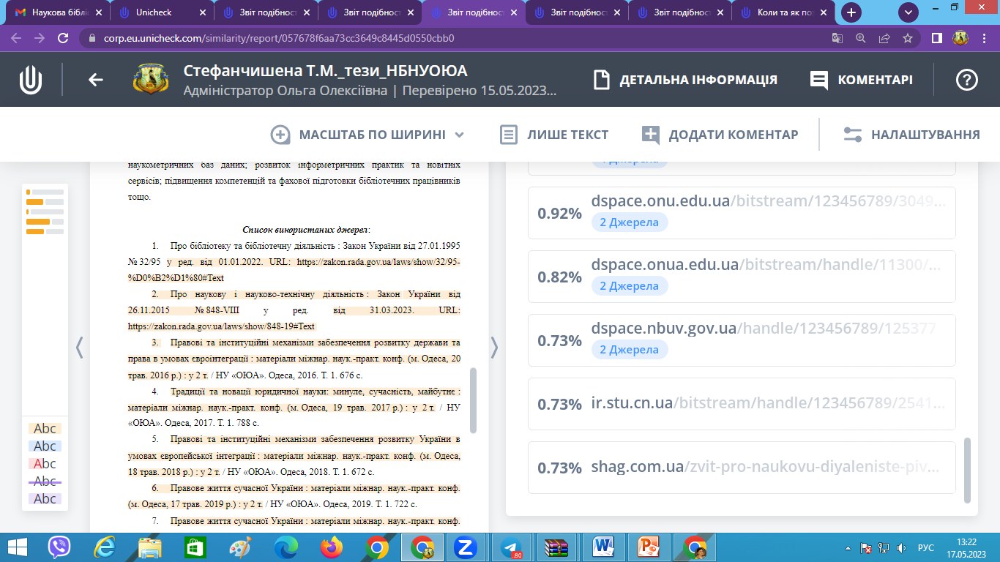 Наукова бібліс
Unicheck
Звіт подібност
Звіт подібност
Звіт подібност
Звіт подібност
Звіт подібност
Коли та як по
corp.eu.unicheck.com/similarity/report/057678f6aa73cc3649c8445d0550cbb0
Стефанчишена Т.М._тези_НБНУОЮА
Адміністратор Ольга Олексіївна | Перевірено 15.05.2023...
ДЕТАЛЬНА ІНФОРМАЦІЯ
КОМЕНТАРІ
МАСШТАБ ПО ШИРИНІ
ЛИШЕ ТЕКСТ
ДОДАТИ КОМЕНТАР
НАЛАШТУВАННЯ
наукометричних баз даних; розвиток інформетричних практик та новітніх
сервісів; підвищення компетенцій та фахової підготовки бібліотечних працівників
тощо.
Список використаних джерел:
1. Про бібліотеку та бібліотечну діяльність : Закон України від 27.01.1995
№ 32/95 у ред. від 01.01.2022. URL: https://zakon.rada.gov.ua/laws/show/32/95-
%D0%B2%D1%80#Text
2. Про наукову і науково-технічну діяльність : Закон України від
26.11.2015 № 848-VIII у ред. від 31.03.2023. URL:
https://zakon.rada.gov.ua/laws/show/848-19#Text
3. Правові та інституційні механізми забезпечення розвитку держави та
права в умовах євроінтеграції : матеріали міжнар. наук.-практ. конф. (м. Одеса, 20
трав. 2016 р.) : у 2 т. / НУ «ОЮА». Одеса, 2016. Т. 1. 676 с.
4. Традиції та новації юридичної науки: минуле, сучасність, майбутнє :
матеріали міжнар. наук.-практ. конф. (м. Одеса, 19 трав. 2017 р.) : у 2 т. / НУ
«ОЮА». Одеса, 2017. Т. 1. 788 с.
5. Правові та інституційні механізми забезпечення розвитку України в
умовах європейської інтеграції : матеріали міжнар. наук.-практ. конф. (м. Одеса,
18 трав. 2018 р.) : у 2 т. / НУ «ОЮА». Одеса, 2018. Т. 1. 672 с.
6. Правове життя сучасної України : матеріали міжнар. наук.-практ. конф.
(м. Одеса, 17 трав. 2019 р.) : у 2 т. / НУ «ОЮА». Одеса, 2019. Т. 1. 722 с.
7. Правове життя сучасної України : матеріали міжнар. наук.-практ. конф.
Abc
Abc
Abc
Abc
Abc
Джерела
0.92% dspace.onu.edu.ua/bitstream/123456789/3049...
2 Джерела
0.82% dspace.onua.edu.ua/bitstream/handle/11300/...
2 Джерела
0.73% dspace.nbuv.gov.ua/handle/123456789/125377
2 Джерела
0.73% ir.stu.cn.ua/bitstream/handle/123456789/2541...
0.73% shag.com.ua/zvit-pro-naukovu-diyaleniste-piv...
.80
РУС
13:22
17.05.2023